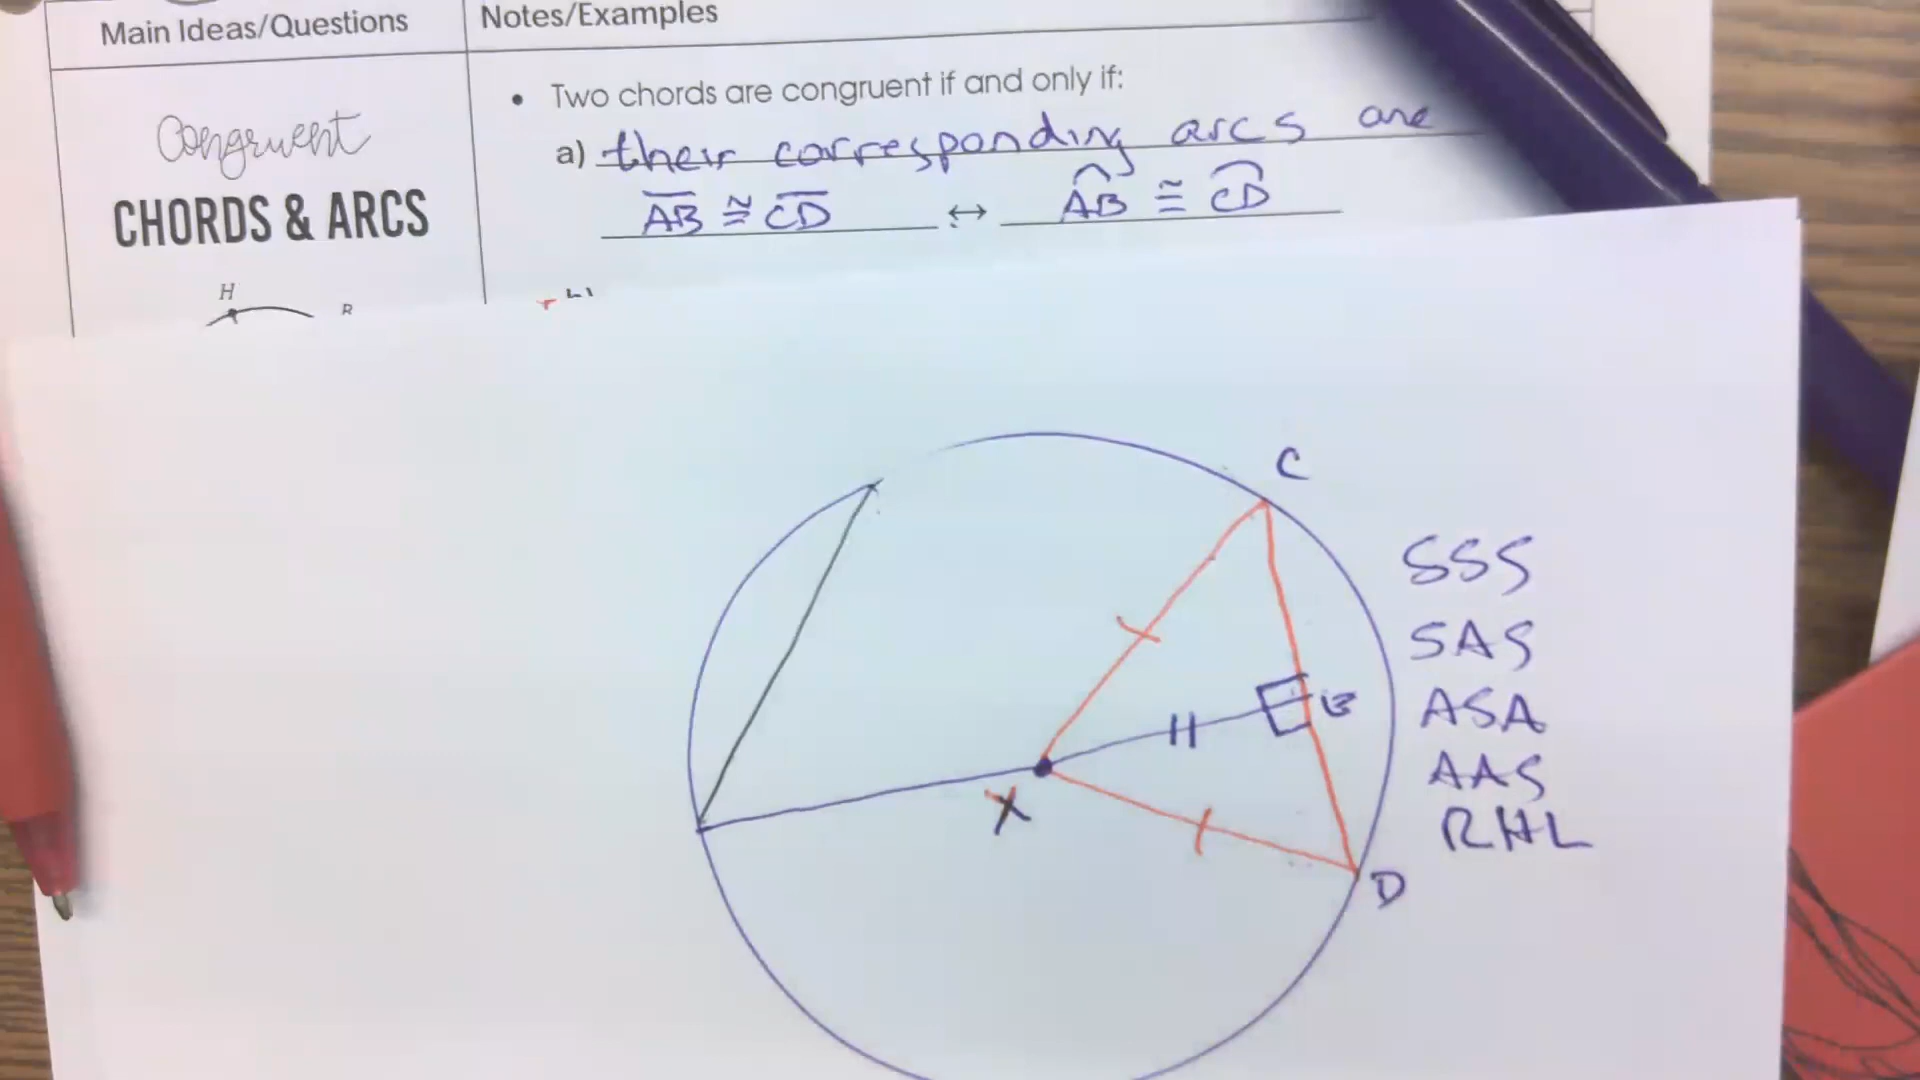 Main Ideas/Questions
Notes/Examples
Congruent
CHORDS & ARCS
• Two chords are congruent if and only if:
a) their corresponding arcs are
AB ≅ CD ↔ AB ≅ CD
H
R
C
SSS
SAS
ASA
AAS
RHL
X
D